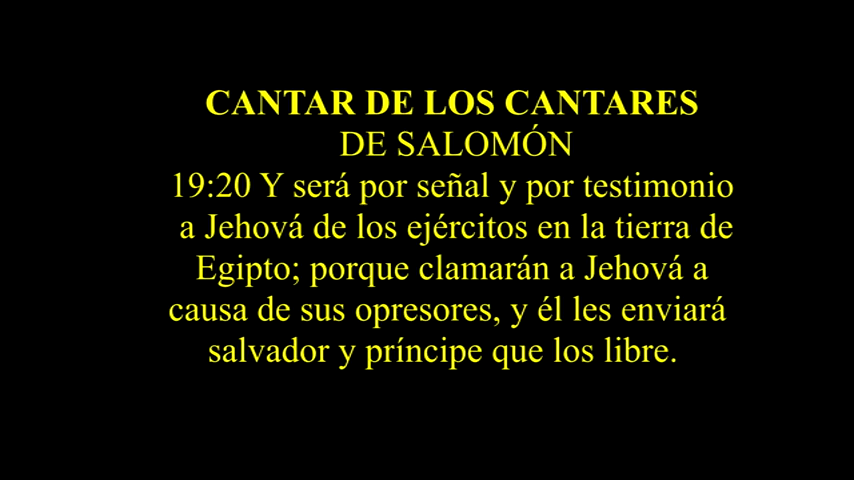 CANTAR DE LOS CANTARES
DE SALOMÓN
19:20 Y será por señal y por testimonio
a Jehová de los ejércitos en la tierra de
Egipto; porque clamarán a Jehová a
causa de sus opresores, y él les enviará
salvador y príncipe que los libre.